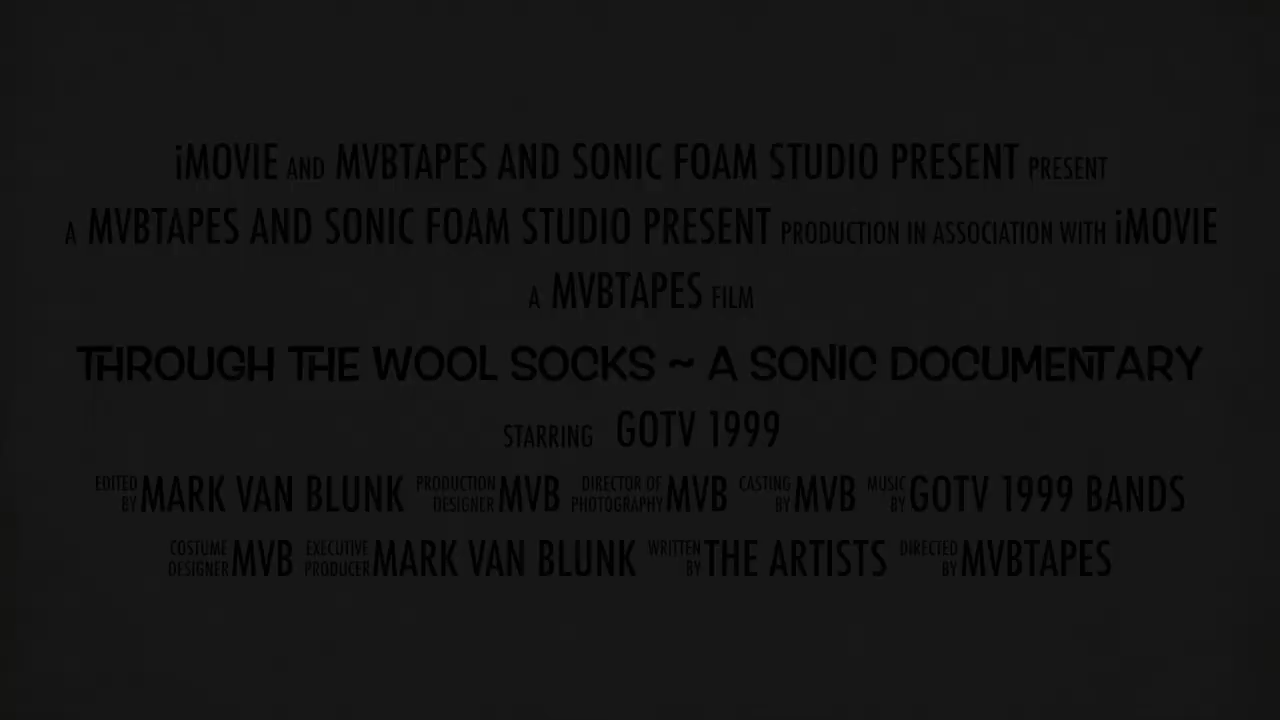 iMOVIE AND MVBTAPES AND SONIC FOAM STUDIO PRESENT PRESENT
A MVBTAPES AND SONIC FOAM STUDIO PRESENT PRODUCTION IN ASSOCIATION WITH iMOVIE
A MVBTAPES FILM
THROUGH THE WOOL SOCKS ~ A SONIC DOCUMENTARY
STARRING GOTV 1999
EDITED BY MARK VAN BLUNK PRODUCTION DESIGNER MVB DIRECTOR OF PHOTOGRAPHY MVB CASTING BY MVB MUSIC BY GOTV 1999 BANDS
COSTUME DESIGNER MVB EXECUTIVE PRODUCER MARK VAN BLUNK WRITTEN BY THE ARTISTS DIRECTED BY MVBTAPES